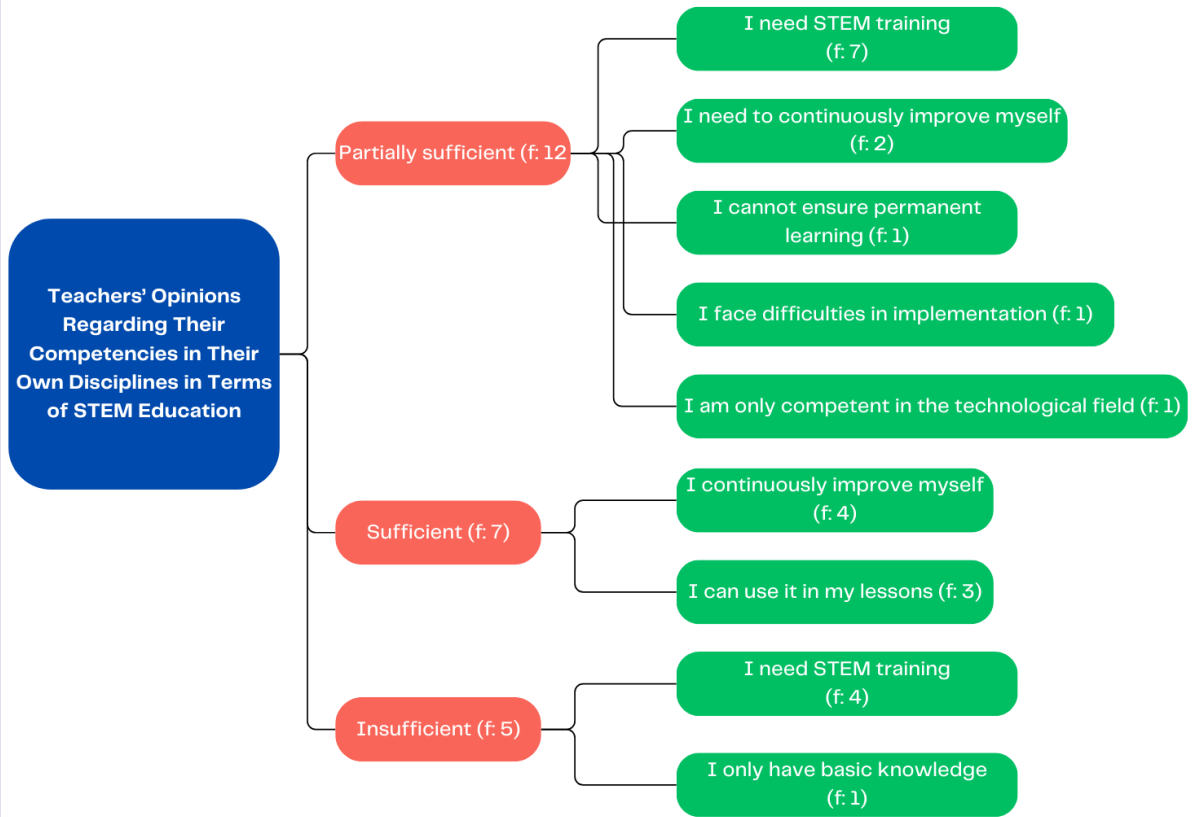 Teachers’ Opinions
Regarding Their
Competencies in Their
Own Disciplines in Terms
of STEM Education
Partially sufficient (f: 12
I need STEM training
(f: 7)
I need to continuously improve myself
(f: 2)
I cannot ensure permanent
learning (f: 1)
I face difficulties in implementation (f: 1)
I am only competent in the technological field (f: 1)
Sufficient (f: 7)
I continuously improve myself
(f: 4)
I can use it in my lessons (f: 3)
Insufficient (f: 5)
I need STEM training
(f: 4)
I only have basic knowledge
(f: 1)